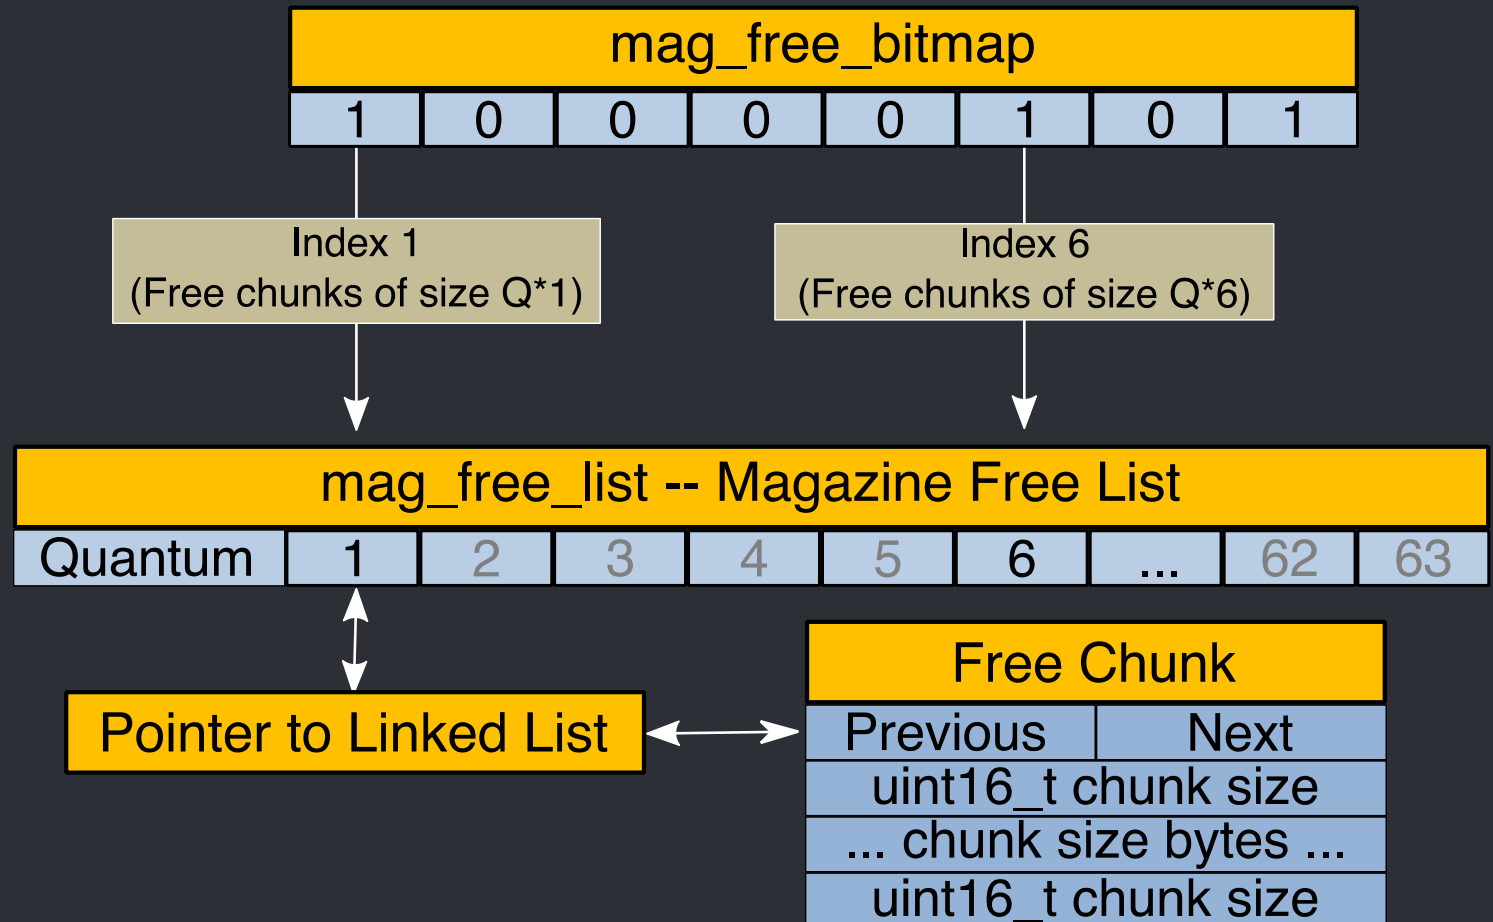 mag_free_bitmap
1 0 0 0 0 1 0 1
Index 1
(Free chunks of size Q*1)
Index 6
(Free chunks of size Q*6)
mag_free_list -- Magazine Free List
Quantum 1 2 3 4 5 6 ... 62 63
Pointer to Linked List
Free Chunk
Previous Next
uint16_t chunk size
... chunk size bytes ...
uint16_t chunk size